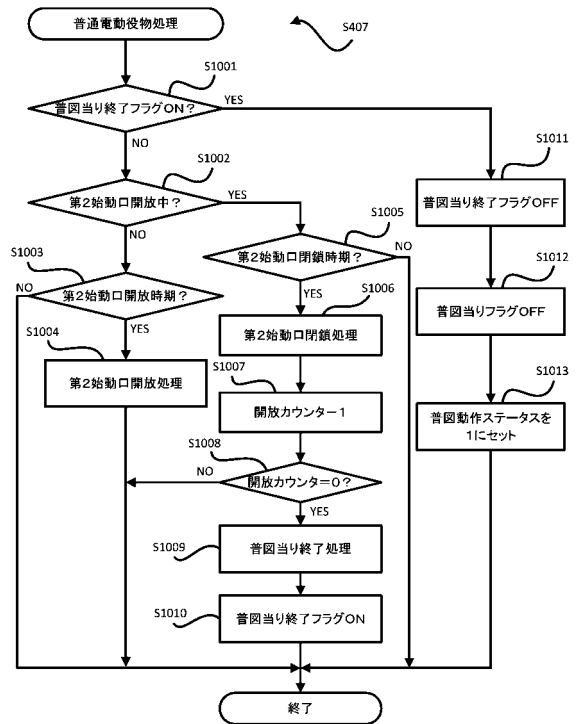 普通電動役物処理
S407
S1001
普図当り終了フラグON？
YES
NO
S1002
第2始動口開放中？
YES
NO
S1003
NO
第2始動口開放時期？
YES
S1004
第2始動口開放処理
S1005
第2始動口閉鎖時期？
NO
YES
S1006
第2始動口閉鎖処理
S1007
開放カウンター1
S1008
開放カウンタ＝0？
NO
YES
S1009
普図当り終了処理
S1010
普図当り終了フラグON
S1011
普図当り終了フラグOFF
S1012
普図当りフラグOFF
S1013
普図動作ステータスを
1にセット
終了